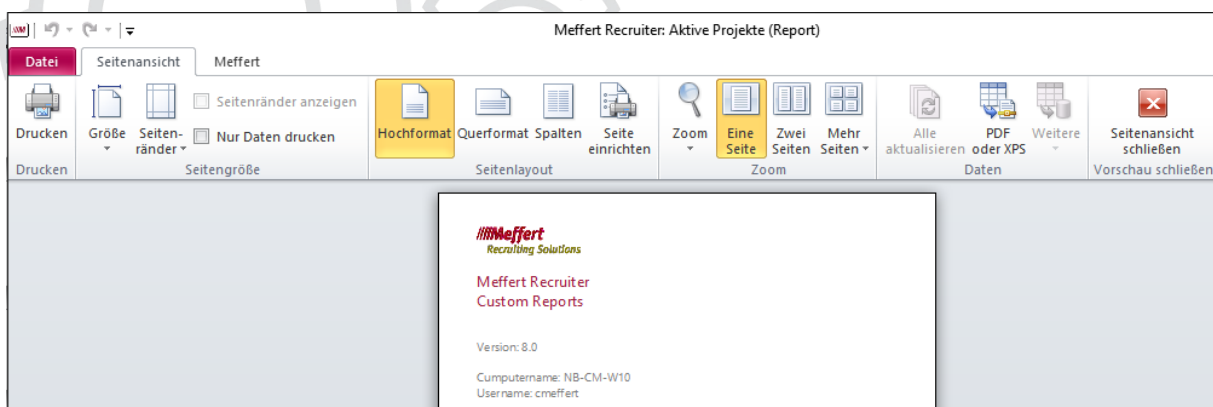 Meffert Recruiter: Aktive Projekte (Report)
Datei Seitenansicht Meffert
Drucken
Größe
Seiten-
ränder
Seitenränder anzeigen
Nur Daten drucken
Hochformat
Querformat
Spalten
Seite
einrichten
Zoom
Eine
Seite
Zwei
Seiten
Mehr
Seiten
Alle
aktualisieren
PDF
oder XPS
Weitere
Seitenansicht
schließen
Drucken Seitengröße Seitenlayout Zoom Daten Vorschau schließen
Meffert
Recruiting Solutions
Meffert Recruiter
Custom Reports
Version: 8.0
Cumputername: NB-CM-W10
Username: cmeffert